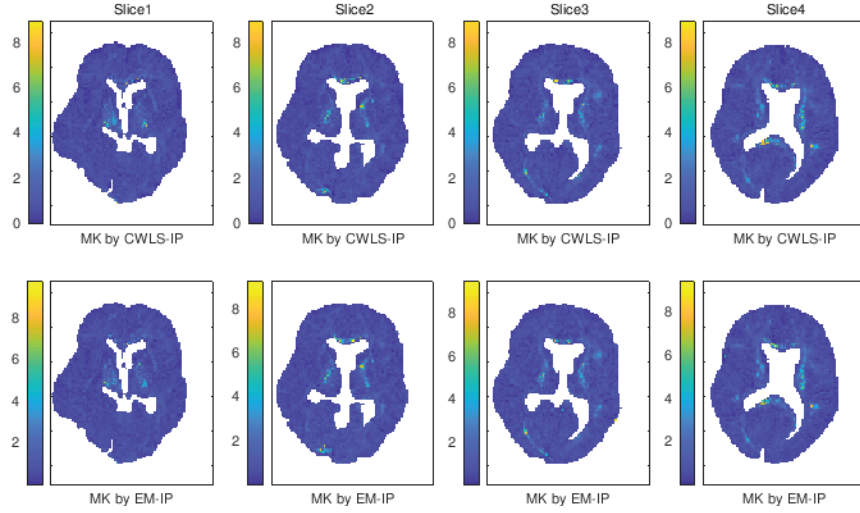 Slice1 Slice2 Slice3 Slice4
8 8 8 8
6 6 6 6
4 4 4 4
2 2 2 2
0 0 0 0
MK by CWLS-IP MK by CWLS-IP MK by CWLS-IP MK by CWLS-IP
8 8 8 8
6 6 6 6
4 4 4 4
2 2 2 2
MK by EM-IP MK by EM-IP MK by EM-IP MK by EM-IP